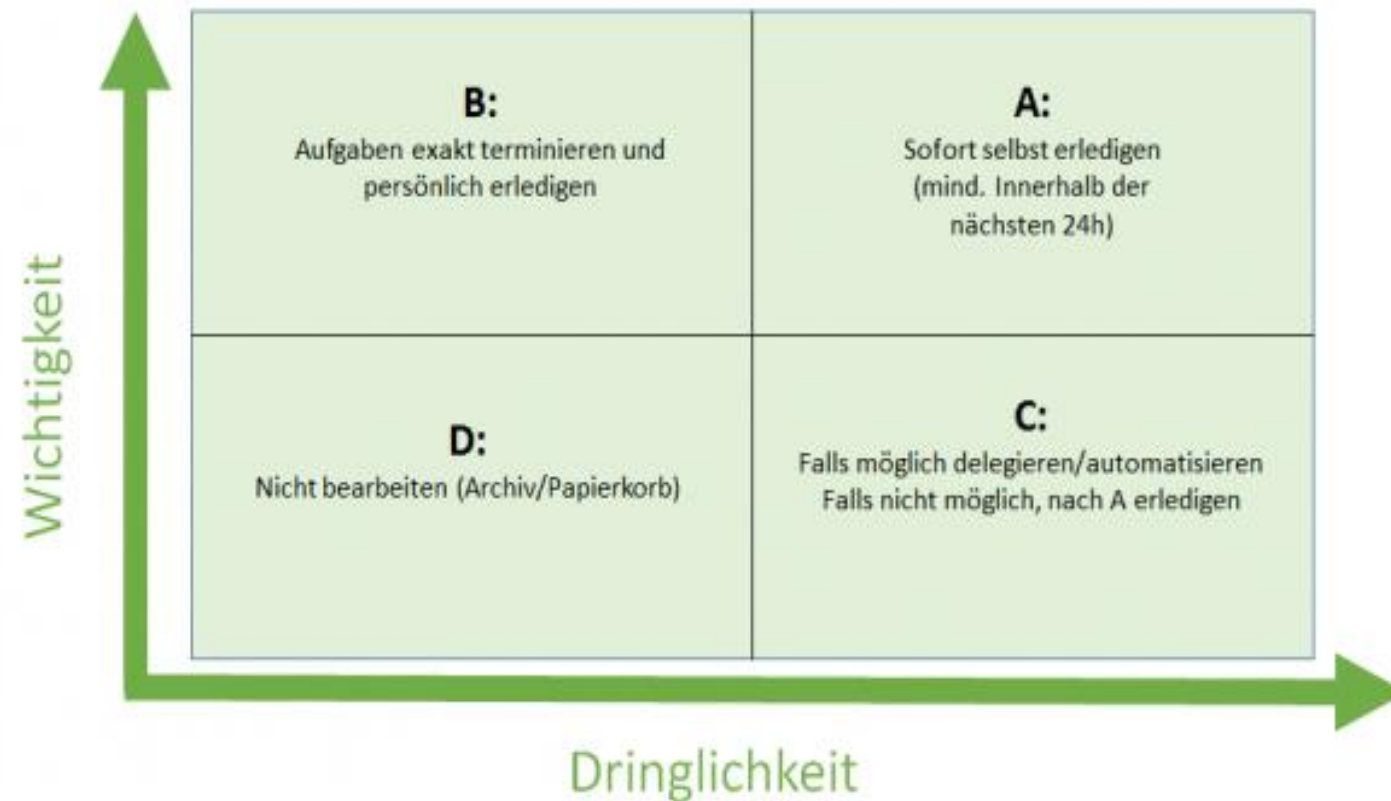 Wichtigkeit
B:
Aufgaben exakt terminieren und
persönlich erledigen
A:
Sofort selbst erledigen
(mind. Innerhalb der
nächsten 24h)
D:
Nicht bearbeiten (Archiv/Papierkorb)
C:
Falls möglich delegieren/automatisieren
Falls nicht möglich, nach A erledigen
Dringlichkeit